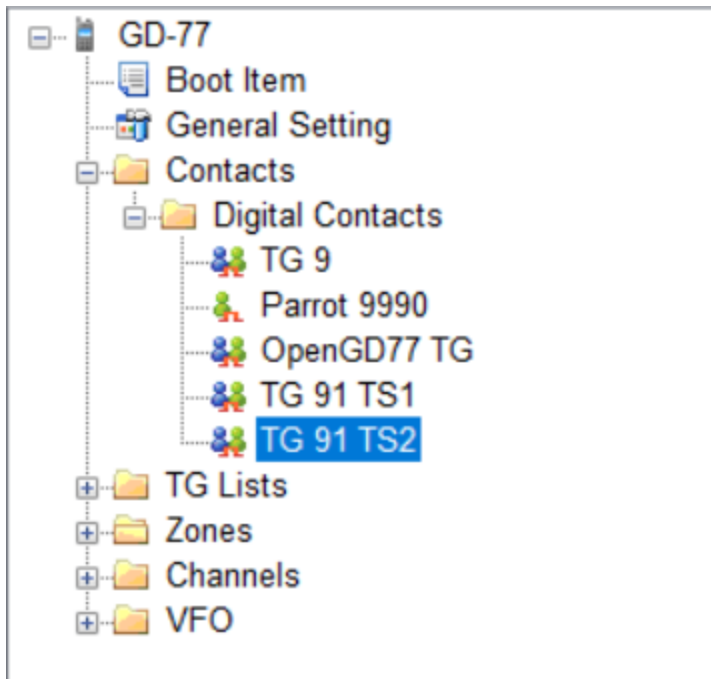 GD-77
Boot Item
General Setting
Contacts
Digital Contacts
TG 9
Parrot 9990
OpenGD77 TG
TG 91 TS1
TG 91 TS2
TG Lists
Zones
Channels
VFO